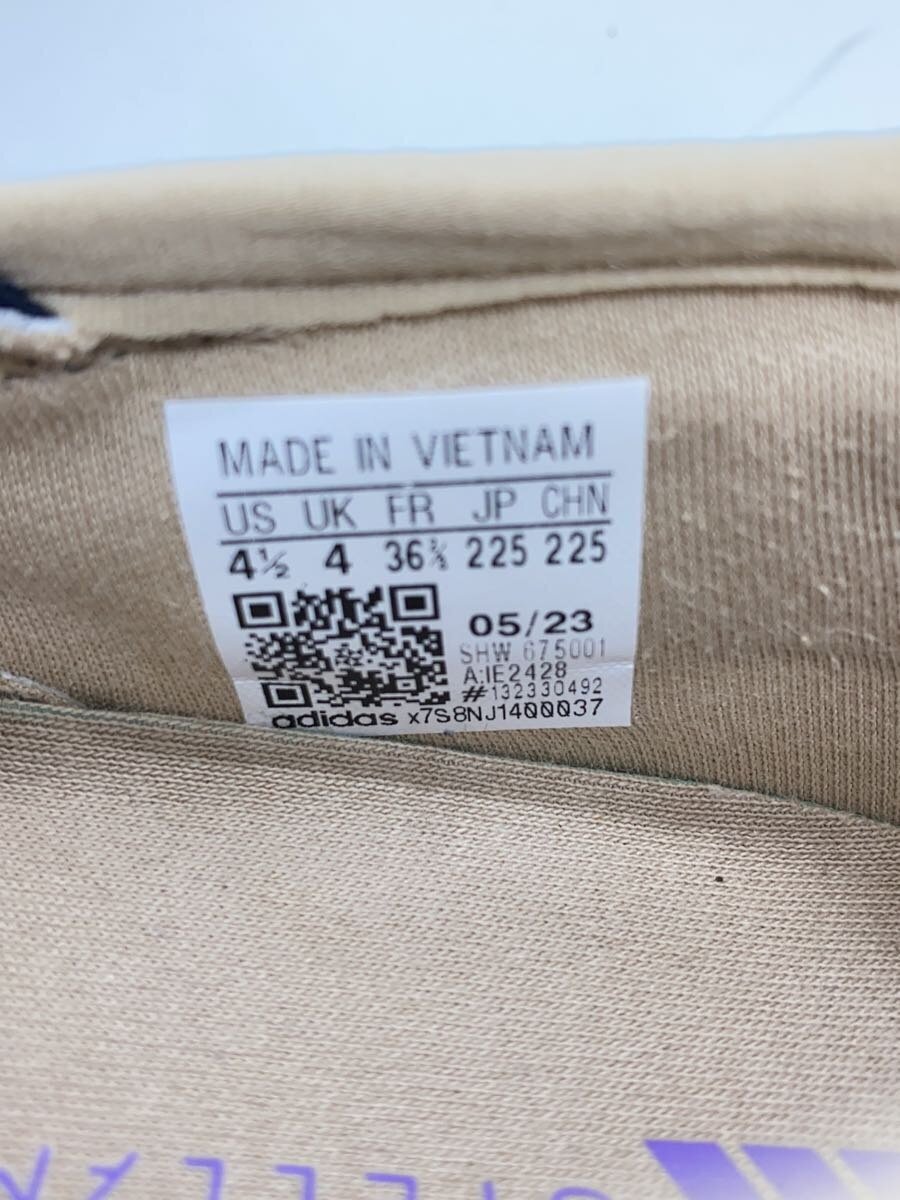 MADE IN VIETNAM
US UK FR JP CHN
4½ 4 36⅔ 225 225
05/23
SHW 675001
A:IE2428
#132330492
adidas x7S8NJ1400037